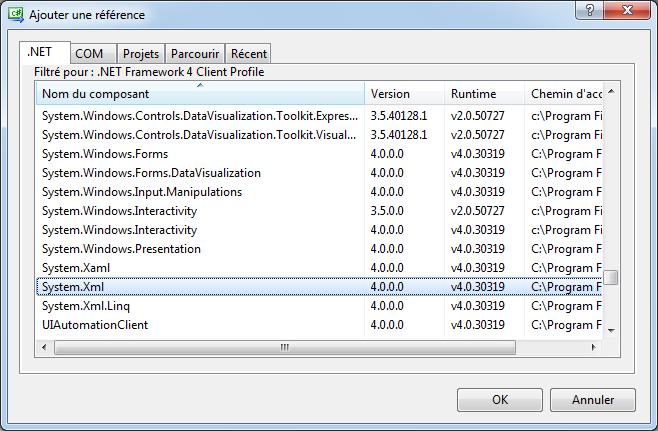 Ajouter une référence
.NET COM Projets Parcourir Récent
Filtré pour : .NET Framework 4 Client Profile
Nom du composant Version Runtime Chemin d'acc
System.Windows.Controls.DataVisualization.Toolkit.Expres... 3.5.40128.1 v2.0.50727 c:\Program Fi
System.Windows.Controls.DataVisualization.Toolkit.Visual... 3.5.40128.1 v2.0.50727 c:\Program Fi
System.Windows.Forms 4.0.0.0 v4.0.30319 C:\Program F
System.Windows.Forms.DataVisualization 4.0.0.0 v4.0.30319 C:\Program F
System.Windows.Input.Manipulations 4.0.0.0 v4.0.30319 C:\Program F
System.Windows.Interactivity 3.5.0.0 v2.0.50727 c:\Program Fi
System.Windows.Interactivity 4.0.0.0 v4.0.30319 c:\Program Fi
System.Windows.Presentation 4.0.0.0 v4.0.30319 C:\Program F
System.Xaml 4.0.0.0 v4.0.30319 C:\Program F
System.Xml 4.0.0.0 v4.0.30319 C:\Program F
System.Xml.Linq 4.0.0.0 v4.0.30319 C:\Program F
UIAutomationClient 4.0.0.0 v4.0.30319 C:\Program F
OK Annuler